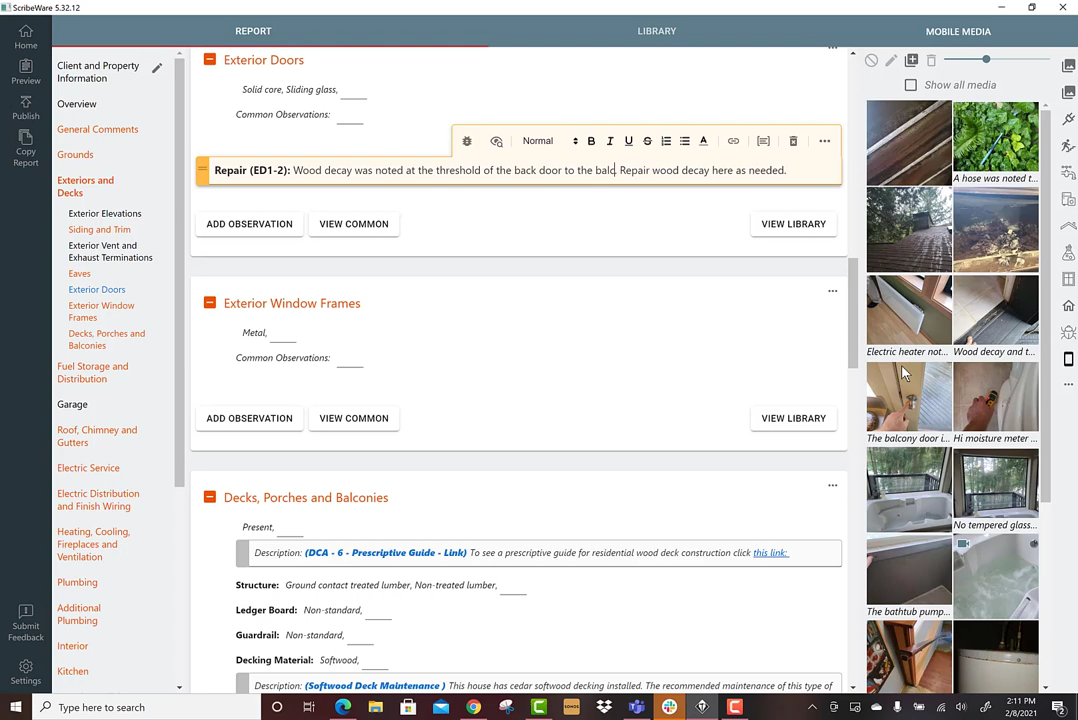 ScribeWare 5.32.12
REPORT
LIBRARY
MOBILE MEDIA
Home
Preview
Publish
Copy
Report
Submit
Feedback
Settings
Client and Property
Information
Overview
General Comments
Grounds
Exteriors and
Decks
Exterior Elevations
Siding and Trim
Exterior Vent and
Exhaust Terminations
Eaves
Exterior Doors
Exterior Window
Frames
Decks, Porches and
Balconies
Fuel Storage and
Distribution
Garage
Roof, Chimney and
Gutters
Electric Service
Electric Distribution
and Finish Wiring
Heating, Cooling,
Fireplaces and
Ventilation
Plumbing
Additional
Plumbing
Interior
Kitchen
Exterior Doors
Solid core, Sliding glass,
Common Observations:
Normal
B I U S A
Repair (ED1-2): Wood decay was noted at the threshold of the back door to the balc. Repair wood decay here as needed.
ADD OBSERVATION VIEW COMMON VIEW LIBRARY
Exterior Window Frames
Metal,
Common Observations:
ADD OBSERVATION VIEW COMMON VIEW LIBRARY
Decks, Porches and Balconies
Present,
Description: (DCA - 6 - Prescriptive Guide - Link) To see a prescriptive guide for residential wood deck construction click this link:
Structure: Ground contact treated lumber, Non-treated lumber,
Ledger Board: Non-standard,
Guardrail: Non-standard,
Decking Material: Softwood,
Description: (Softwood Deck Maintenance ) This house has cedar softwood decking installed. The recommended maintenance of this type of
Show all media
A hose was noted t...
Electric heater not... Wood decay and t...
The balcony door i... Hi moisture meter ...
No tempered glass...
The bathtub pump...
Type here to search
2:11 PM
2/8/2021